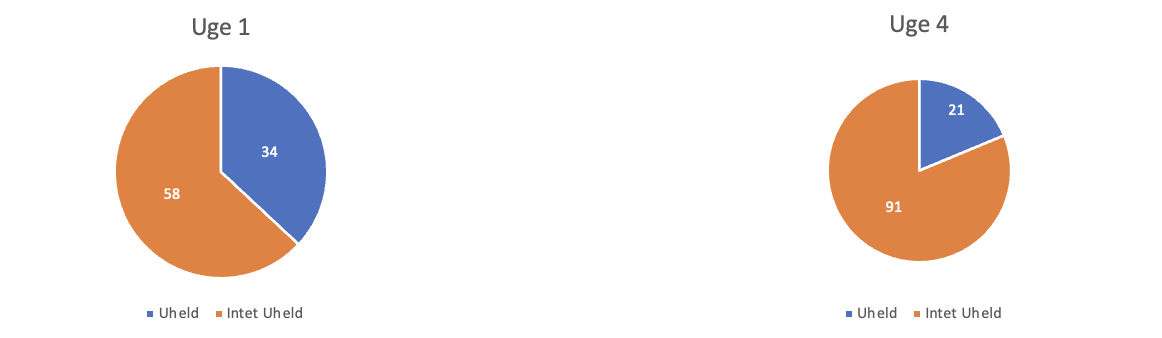 Uge 1
34
58
Uheld Intet Uheld
Uge 4
21
91
Uheld Intet Uheld